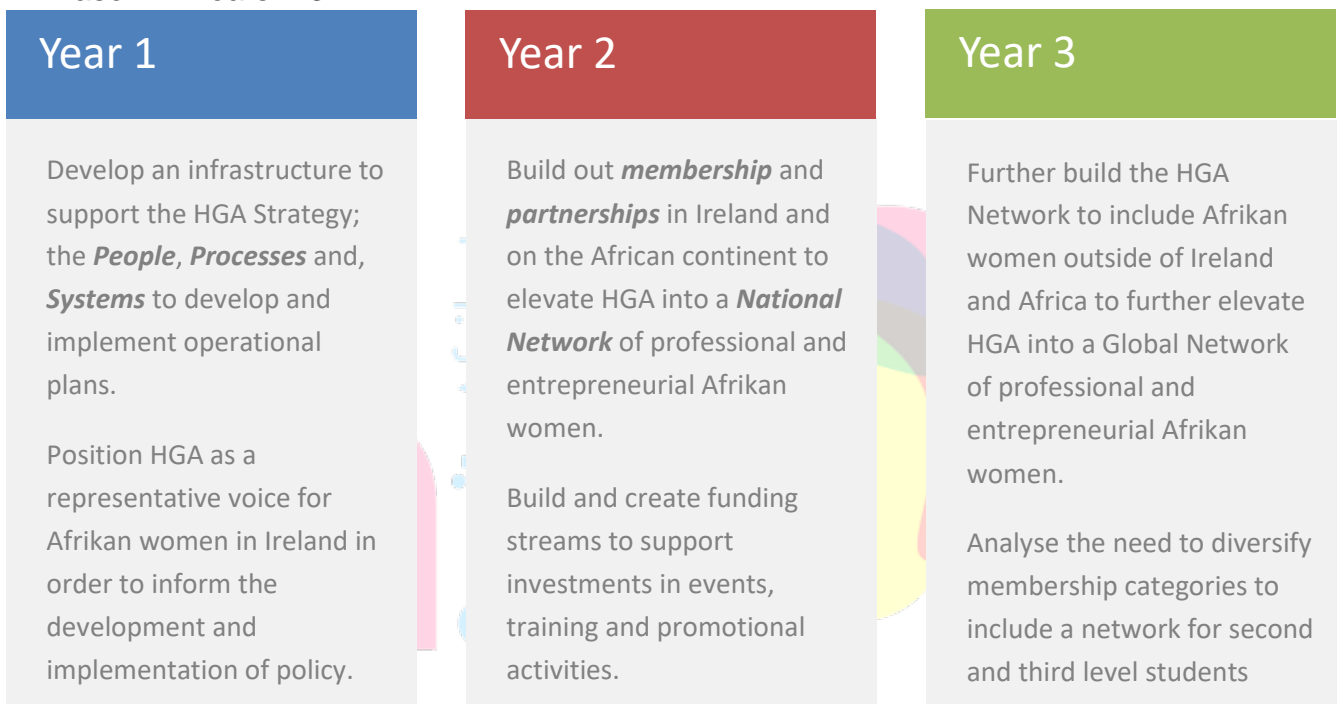 Year 1
Develop an infrastructure to
support the HGA Strategy;
the People, Processes and,
Systems to develop and
implement operational
plans.
Position HGA as a
representative voice for
Afrikan women in Ireland in
order to inform the
development and
implementation of policy.
Year 2
Build out membership and
partnerships in Ireland and
on the African continent to
elevate HGA into a National
Network of professional and
entrepreneurial Afrikan
women.
Build and create funding
streams to support
investments in events,
training and promotional
activities.
Year 3
Further build the HGA
Network to include Afrikan
women outside of Ireland
and Africa to further elevate
HGA into a Global Network
of professional and
entrepreneurial Afrikan
women.
Analyse the need to diversify
membership categories to
include a network for second
and third level students